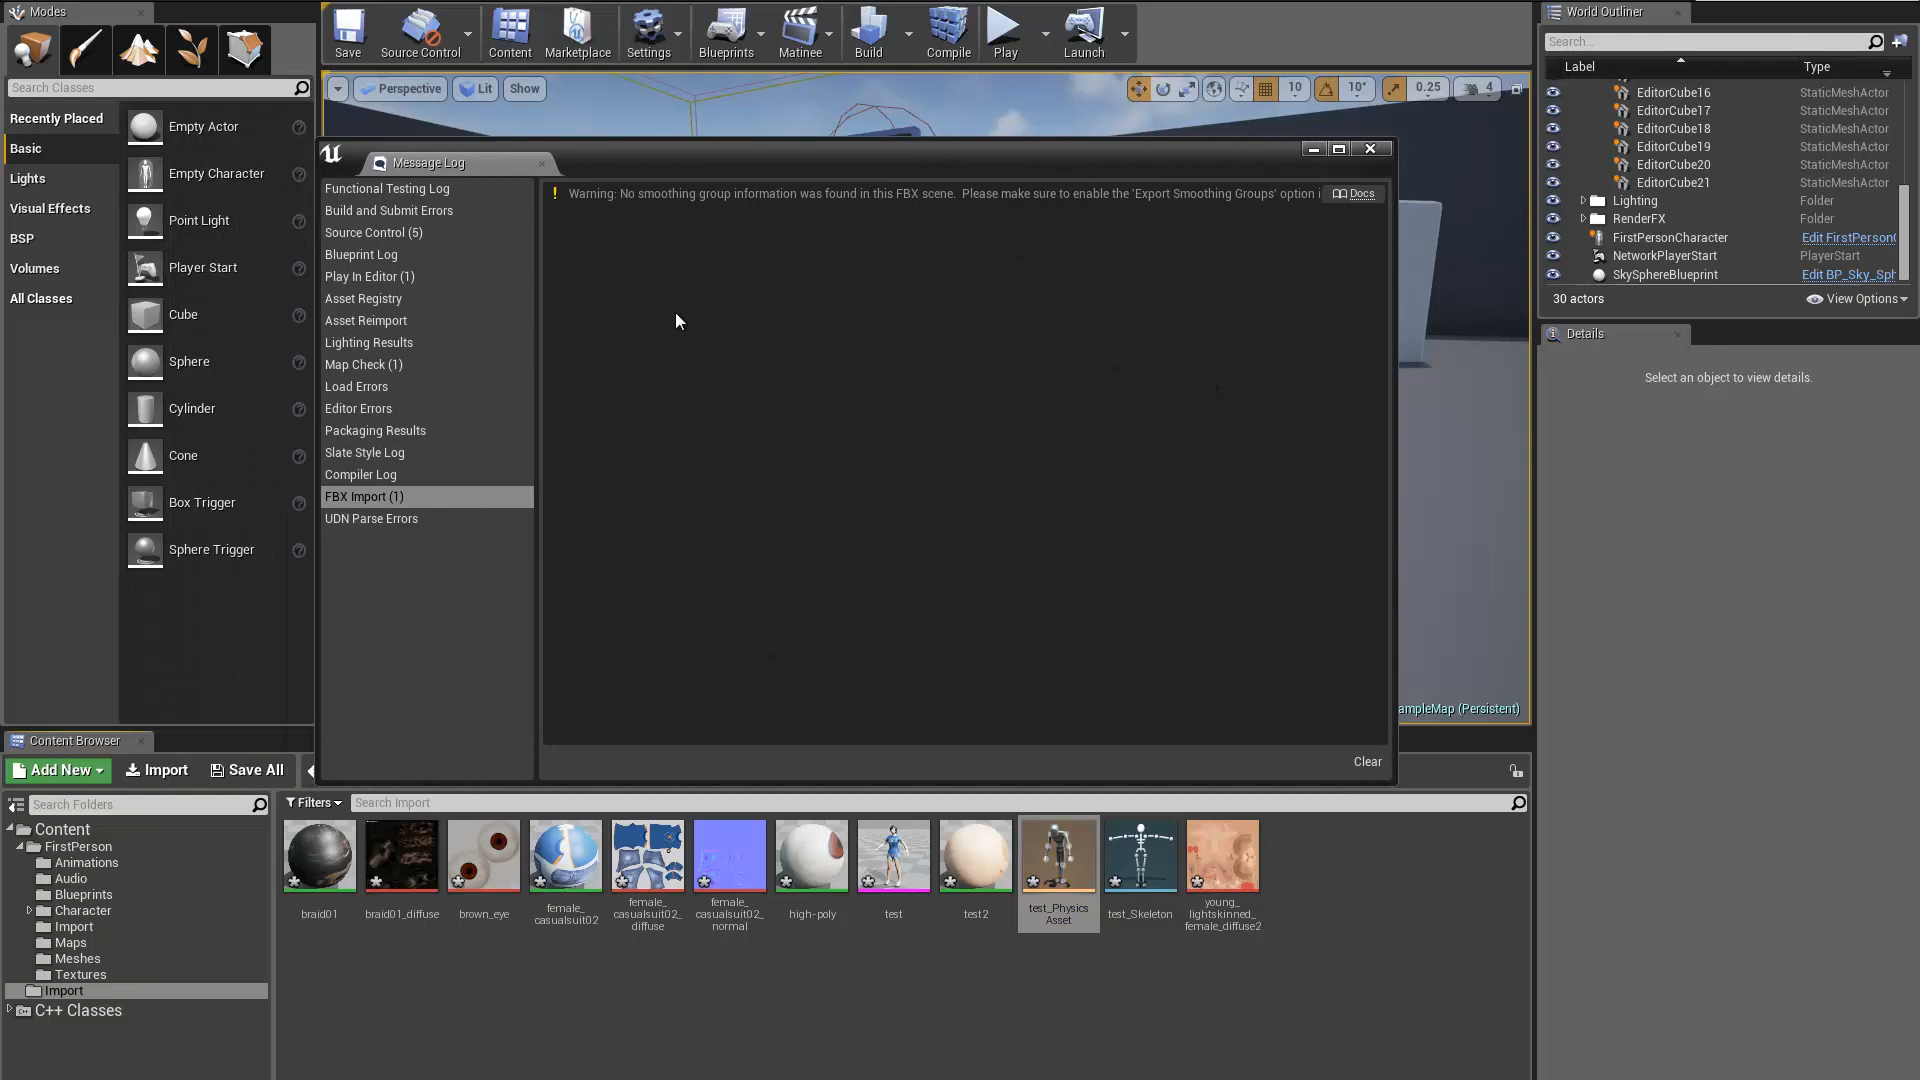 Modes
Search Classes
Recently Placed
Basic
Lights
Visual Effects
BSP
Volumes
All Classes
Empty Actor
Empty Character
Point Light
Player Start
Cube
Sphere
Cylinder
Cone
Box Trigger
Sphere Trigger
Save
Source Control
Content
Marketplace
Settings
Blueprints
Matinee
Build
Compile
Play
Launch
Perspective
Lit
Show
10
10°
0.25
4
Message Log
Functional Testing Log
Build and Submit Errors
Source Control (5)
Blueprint Log
Play In Editor (1)
Asset Registry
Asset Reimport
Lighting Results
Map Check (1)
Load Errors
Editor Errors
Packaging Results
Slate Style Log
Compiler Log
FBX Import (1)
UDN Parse Errors
Warning: No smoothing group information was found in this FBX scene. Please make sure to enable the 'Export Smoothing Groups' option i
Docs
Clear
ampleMap (Persistent)
World Outliner
Search...
Label Type
EditorCube16 StaticMeshActor
EditorCube17 StaticMeshActor
EditorCube18 StaticMeshActor
EditorCube19 StaticMeshActor
EditorCube20 StaticMeshActor
EditorCube21 StaticMeshActor
Lighting Folder
RenderFX Folder
FirstPersonCharacter Edit FirstPerson
NetworkPlayerStart PlayerStart
SkySphereBlueprint Edit BP_Sky_Sph
30 actors
View Options
Details
Select an object to view details.
Content Browser
Add New
Import
Save All
Search Folders
Content
FirstPerson
Animations
Audio
Blueprints
Character
Import
Maps
Meshes
Textures
Import
C++ Classes
Filters
Search Import
braid01
braid01_diffuse
brown_eye
female_
casualsuit02
female_
casualsuit02_
diffuse
female_
casualsuit02_
normal
high-poly
test
test2
test_Physics
Asset
test_Skeleton
young_
lightskinned_
female_diffuse2